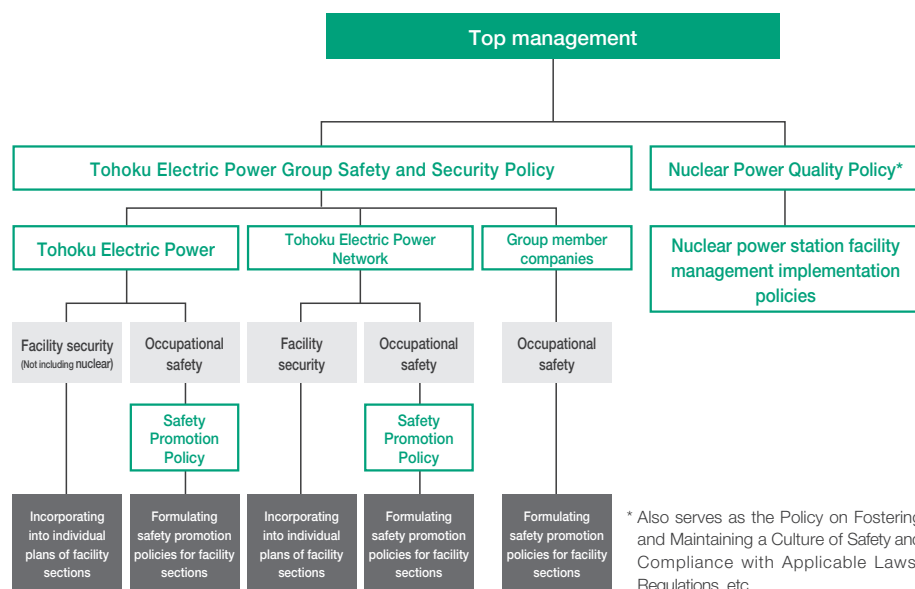 Top management
Tohoku Electric Power Group Safety and Security Policy
Nuclear Power Quality Policy*
Tohoku Electric Power
Tohoku Electric Power
Network
Group member
companies
Nuclear power station facility
management implementation
policies
Facility security
(Not including nuclear)
Occupational
safety
Facility
security
Occupational
safety
Occupational
safety
Safety
Promotion
Policy
Safety
Promotion
Policy
Incorporating
into individual
plans of facility
sections
Formulating
safety promotion
policies for facility
sections
Incorporating
into individual
plans of facility
sections
Formulating
safety promotion
policies for facility
sections
Formulating
safety promotion
policies for facility
sections
* Also serves as the Policy on Fostering
and Maintaining a Culture of Safety and
Compliance with Applicable Laws,
Regulations, etc.